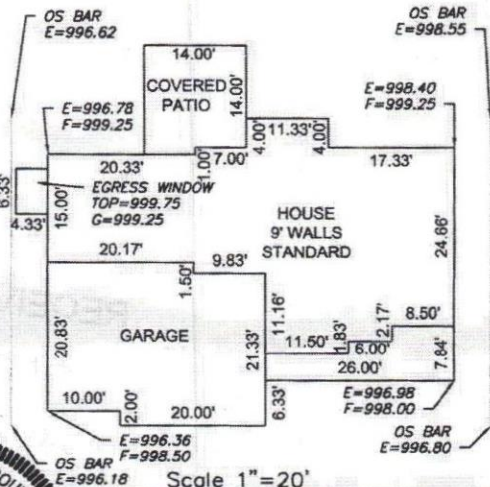 OS BAR
E=996.62
OS BAR
E=998.55
14.00'
COVERED
PATIO
14.00'
E=996.78
F=999.25
E=998.40
F=999.25
11.33'
4.00'
4.00'
20.33'
1.00'
7.00'
17.33'
6.33'
4.33'
15.00'
EGRESS WINDOW
TOP=999.75
G=999.25
HOUSE
9' WALLS
STANDARD
24.66'
20.17'
1.50'
9.83'
11.16'
GARAGE
20.83'
21.33'
11.50'
1.83'
6.00'
2.17'
8.50'
7.84'
26.00'
10.00'
2.00'
20.00'
6.33'
E=996.98
F=998.00
E=996.36
F=998.50
OS BAR
E=996.80
OS BAR
E=996.18
Scale 1"=20'